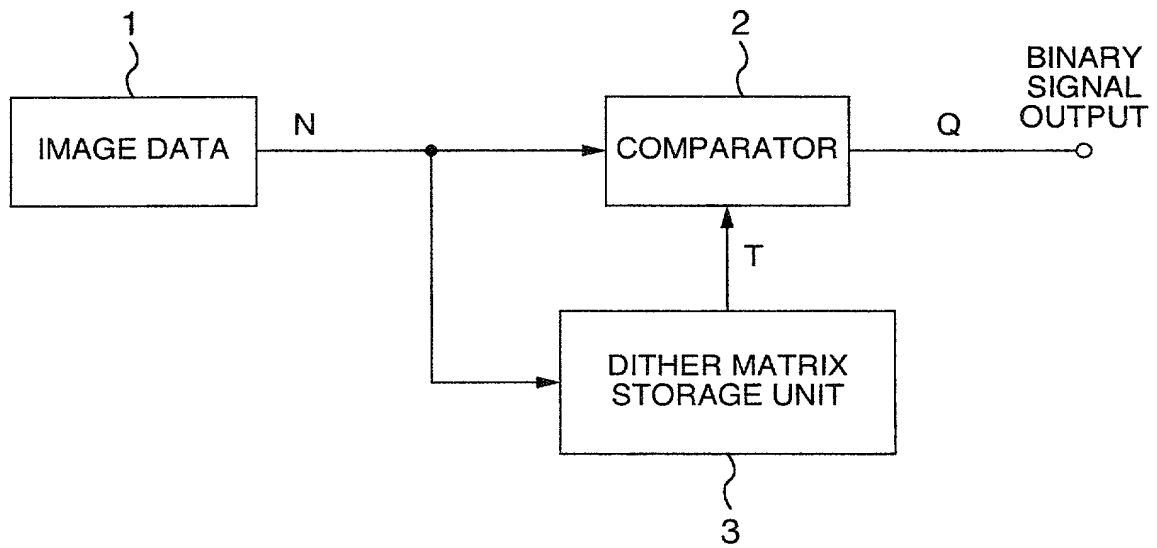 1
2
BINARY
SIGNAL
OUTPUT
IMAGE DATA
N
COMPARATOR
Q
T
DITHER MATRIX
STORAGE UNIT
3